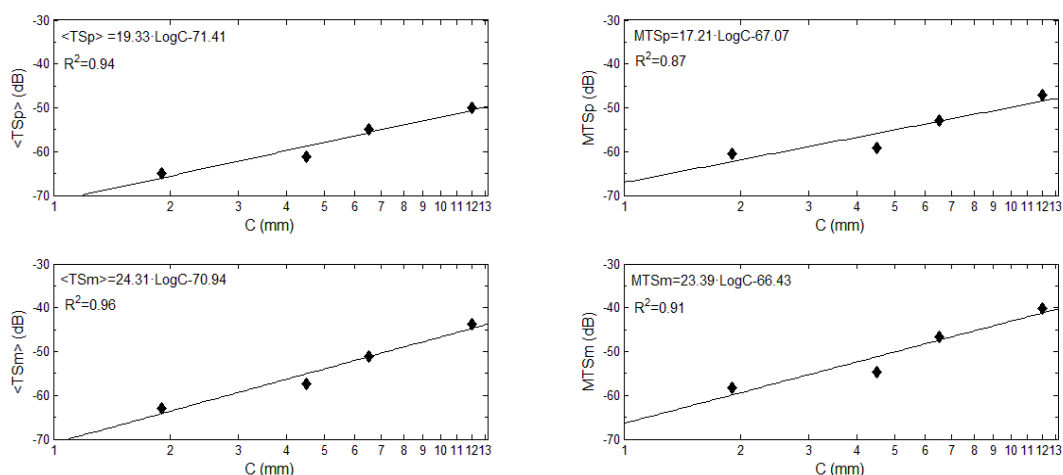 -30
<TSp> =19.33·LogC-71.41
R²=0.94
-40
-50
-60
-70
<TSp> (dB)
1 2 3 4 5 6 7 8 9 10 11 12 13
C (mm)
-30
MTSp=17.21·LogC-67.07
R²=0.87
-40
-50
-60
-70
MTSp (dB)
1 2 3 4 5 6 7 8 9 10 11 12 13
C (mm)
-30
<TSm>=24.31·LogC-70.94
R²=0.96
-40
-50
-60
-70
<TSm> (dB)
1 2 3 4 5 6 7 8 9 10 11 12 13
C (mm)
-30
MTSm=23.39·LogC-66.43
R²=0.91
-40
-50
-60
-70
MTSm (dB)
1 2 3 4 5 6 7 8 9 10 11 12 13
C (mm)